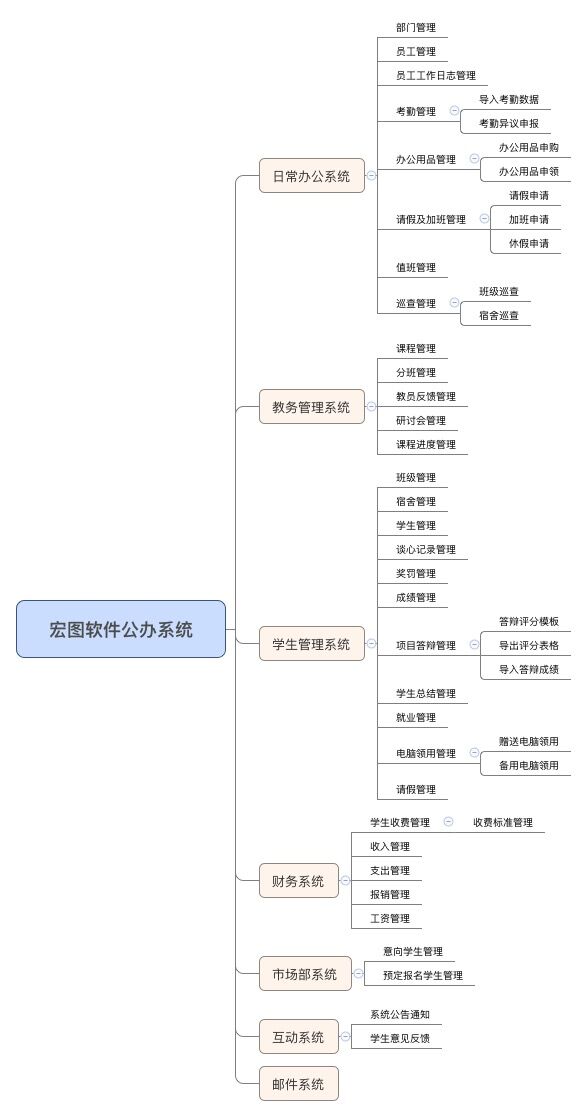 宏图软件公办系统
日常办公系统
部门管理
员工管理
员工工作日志管理
考勤管理
导入考勤数据
考勤异议申报
办公用品管理
办公用品申购
办公用品申领
请假及加班管理
请假申请
加班申请
休假申请
值班管理
巡查管理
班级巡查
宿舍巡查
教务管理系统
课程管理
分班管理
教员反馈管理
研讨会管理
课程进度管理
学生管理系统
班级管理
宿舍管理
学生管理
谈心记录管理
奖罚管理
成绩管理
项目答辩管理
答辩评分模板
导出评分表格
导入答辩成绩
学生总结管理
就业管理
电脑领用管理
赠送电脑领用
备用电脑领用
请假管理
财务系统
学生收费管理
收费标准管理
收入管理
支出管理
报销管理
工资管理
市场部系统
意向学生管理
预定报名学生管理
互动系统
系统公告通知
学生意见反馈
邮件系统